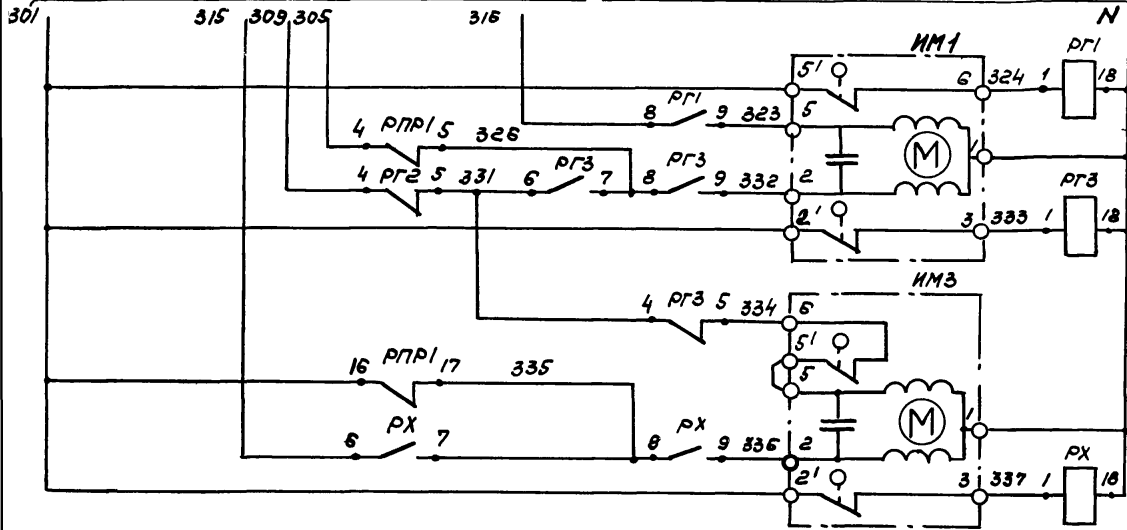 301 315 309 305 316 N
ИМ1 РГ1
5' 6 324 1 18
5
8 РГ1 9 323
4 РПР1 5 326
М 1
4 РГ2 5 331 6 РГ3 7 8 РГ3 9 332 2
РГ3
2' 3 333 1 18
ИМ3
4 РГ3 5 334 6
5'
16 РПР1 17 335 5
М 1
6 РХ 7 8 РХ 9 336 2
РХ
2' 3 337 1 18